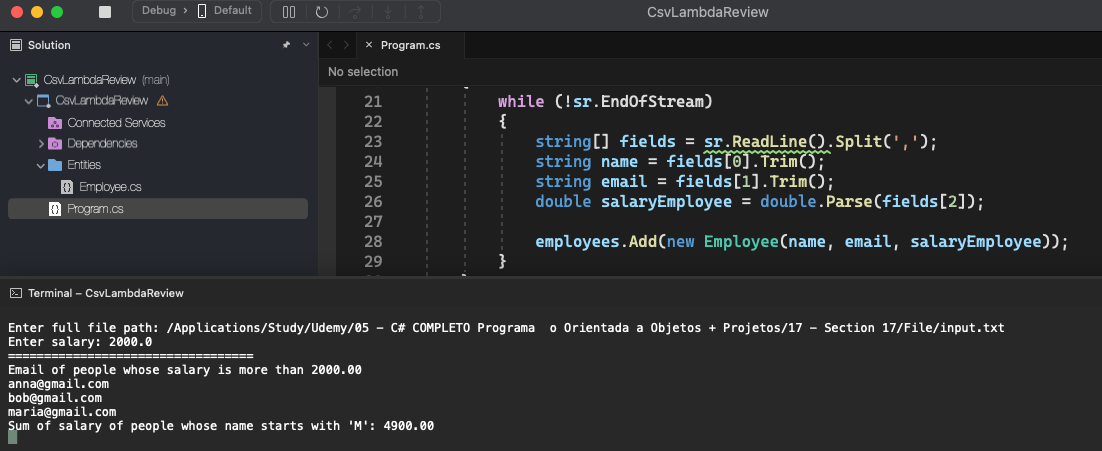 Debug > Default
CsvLambdaReview
Solution
Program.cs
No selection
CsvLambdaReview (main)
CsvLambdaReview
Connected Services
Dependencies
Entities
Employee.cs
Program.cs
21 while (!sr.EndOfStream)
22 {
23 string[] fields = sr.ReadLine().Split(',');
24 string name = fields[0].Trim();
25 string email = fields[1].Trim();
26 double salaryEmployee = double.Parse(fields[2]);
27
28 employees.Add(new Employee(name, email, salaryEmployee));
29 }
Terminal – CsvLambdaReview
Enter full file path: /Applications/Study/Udemy/05 - C# COMPLETO Programa  o Orientada a Objetos + Projetos/17 - Section 17/File/input.txt
Enter salary: 2000.0
==================================
Email of people whose salary is more than 2000.00
anna@gmail.com
bob@gmail.com
maria@gmail.com
Sum of salary of people whose name starts with 'M': 4900.00